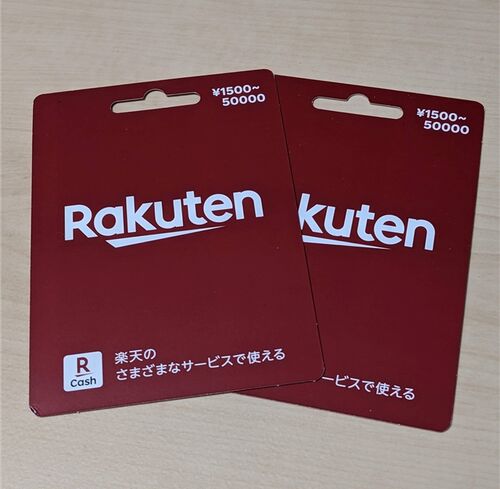 ¥1500~
50000
Rakuten
R
Cash
楽天の
さまざまなサービスで使える
¥1500~
50000
kuten
ービスで使える